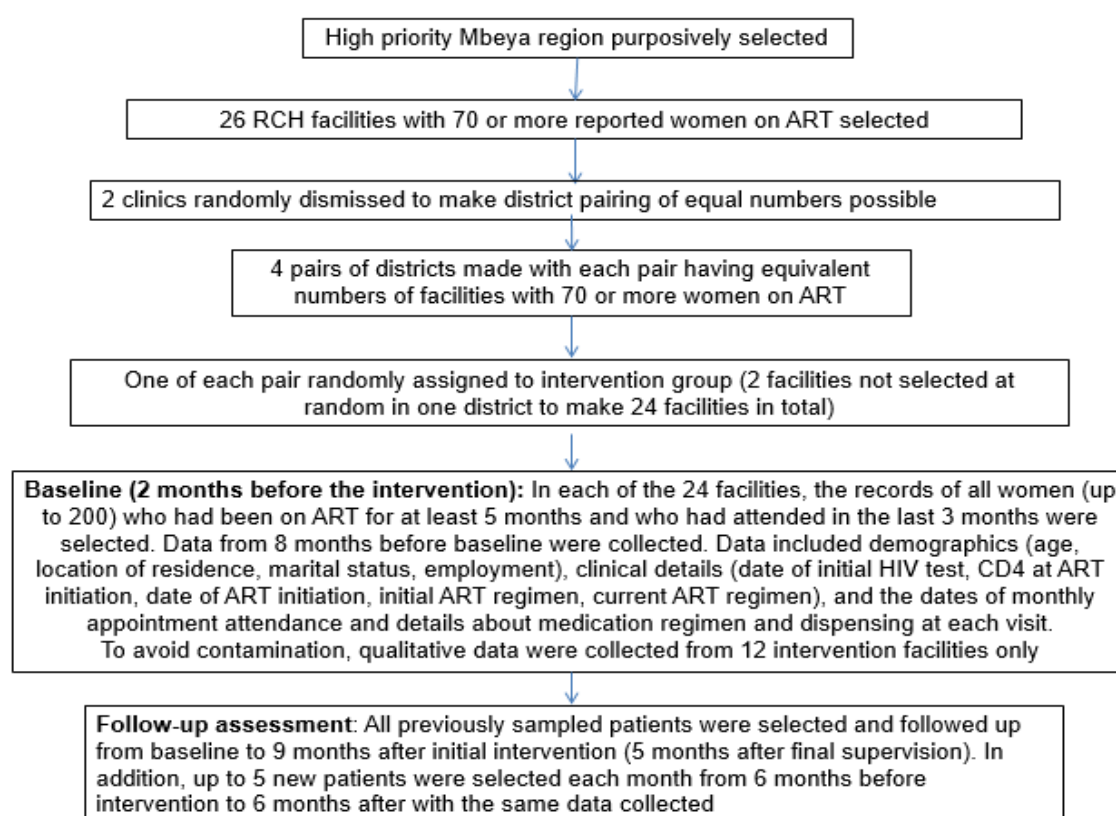 High priority Mbeya region purposively selected
26 RCH facilities with 70 or more reported women on ART selected
2 clinics randomly dismissed to make district pairing of equal numbers possible
4 pairs of districts made with each pair having equivalent
numbers of facilities with 70 or more women on ART
One of each pair randomly assigned to intervention group (2 facilities not selected at
random in one district to make 24 facilities in total)
Baseline (2 months before the intervention): In each of the 24 facilities, the records of all women (up
to 200) who had been on ART for at least 5 months and who had attended in the last 3 months were
selected. Data from 8 months before baseline were collected. Data included demographics (age,
location of residence, marital status, employment), clinical details (date of initial HIV test, CD4 at ART
initiation, date of ART initiation, initial ART regimen, current ART regimen), and the dates of monthly
appointment attendance and details about medication regimen and dispensing at each visit.
To avoid contamination, qualitative data were collected from 12 intervention facilities only
Follow-up assessment: All previously sampled patients were selected and followed up
from baseline to 9 months after initial intervention (5 months after final supervision). In
addition, up to 5 new patients were selected each month from 6 months before
intervention to 6 months after with the same data collected